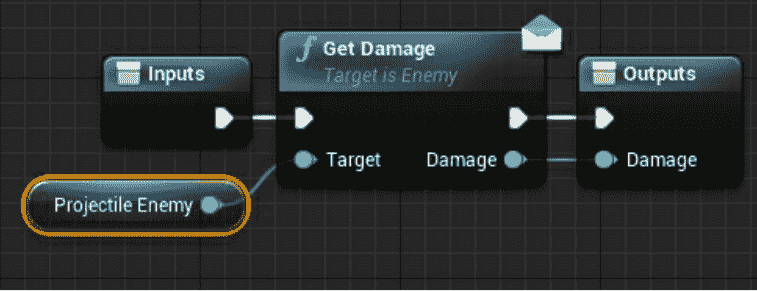 Inputs
Get Damage
Target is Enemy
Outputs
Target
Damage
Damage
Projectile Enemy